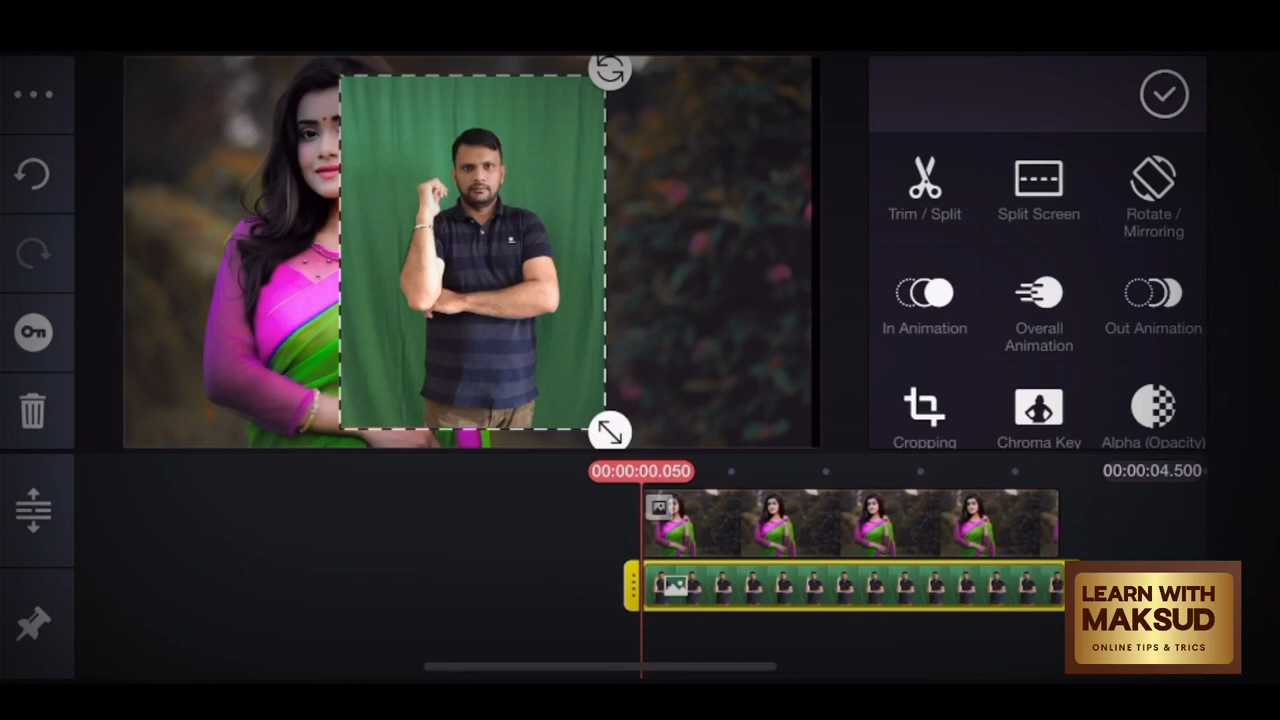 Trim / Split
Split Screen
Rotate /
Mirroring
In Animation
Overall
Animation
Out Animation
Cropping
Chroma Key
Alpha (Opacity)
00:00:00.050
00:00:04.500
LEARN WITH
MAKSUD
ONLINE TIPS & TRICS